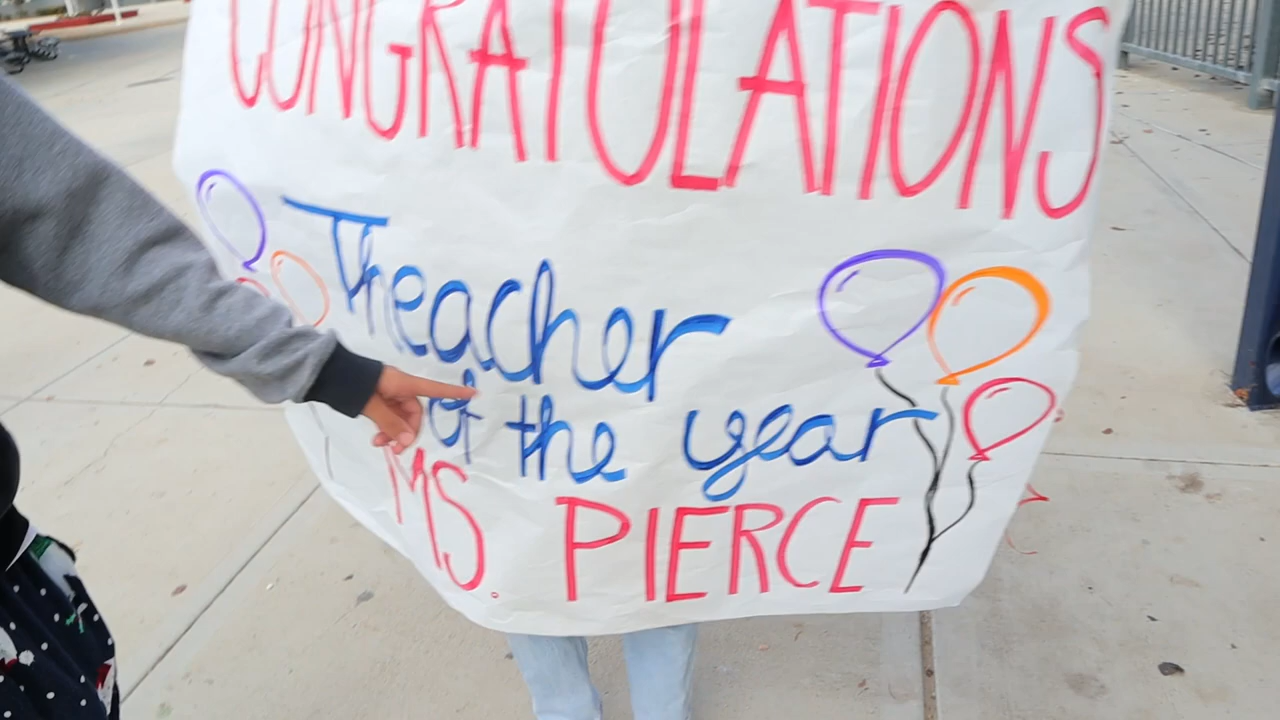 CONGRATULATIONS
Theacher
of the year
MS. PIERCE